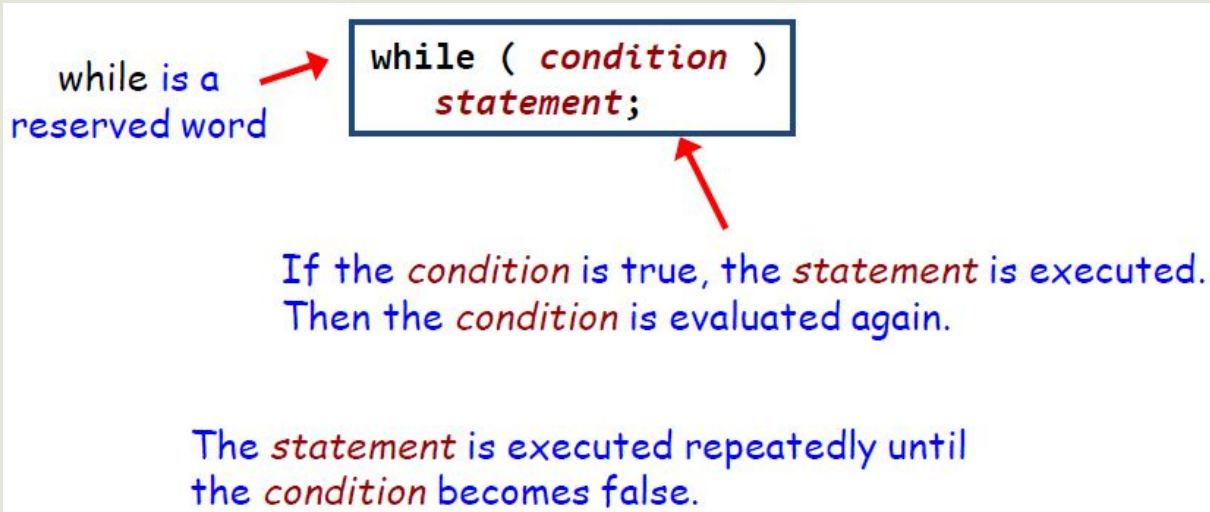 while is a
reserved word
while ( condition )
statement;
If the condition is true, the statement is executed.
Then the condition is evaluated again.
The statement is executed repeatedly until
the condition becomes false.